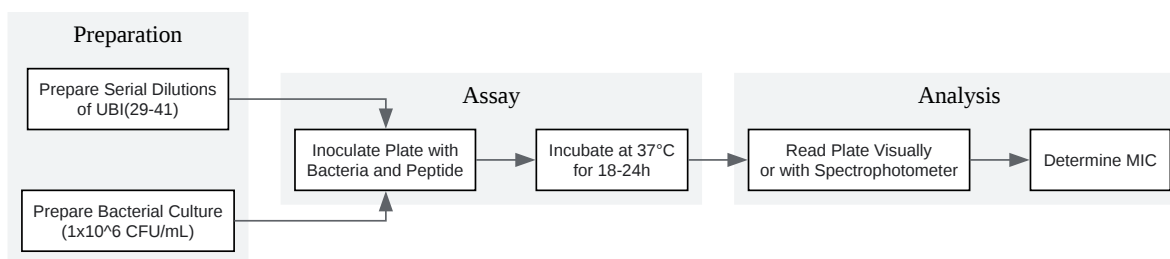 Preparation
Prepare Serial Dilutions
of UBI(29-41)
Prepare Bacterial Culture
(1x10^6 CFU/mL)
Assay
Inoculate Plate with
Bacteria and Peptide
Incubate at 37°C
for 18-24h
Analysis
Read Plate Visually
or with Spectrophotometer
Determine MIC